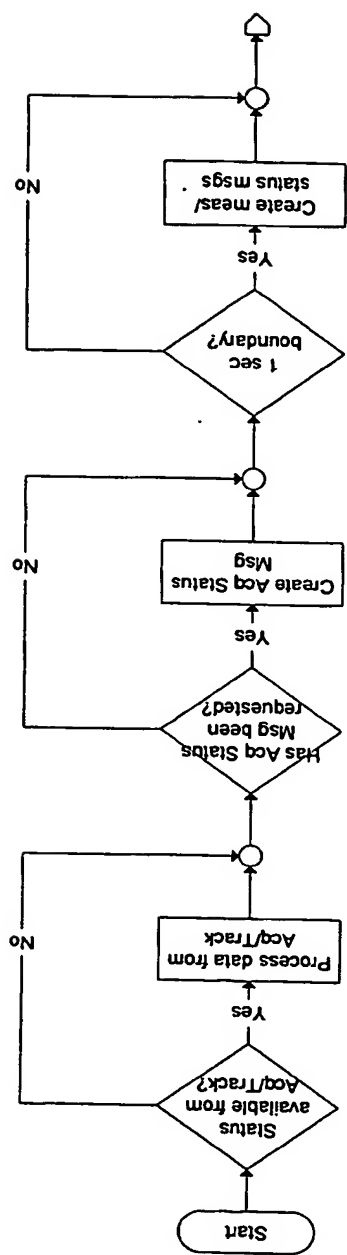 Start
Status
available from
Acq/Track?
Yes
No
Process data from
Acq/Track
Has Acq Status
Msg been
requested?
Yes
No
Create Acq Status
Msg
1 sec
boundary?
Yes
No
Create meas/
status msgs